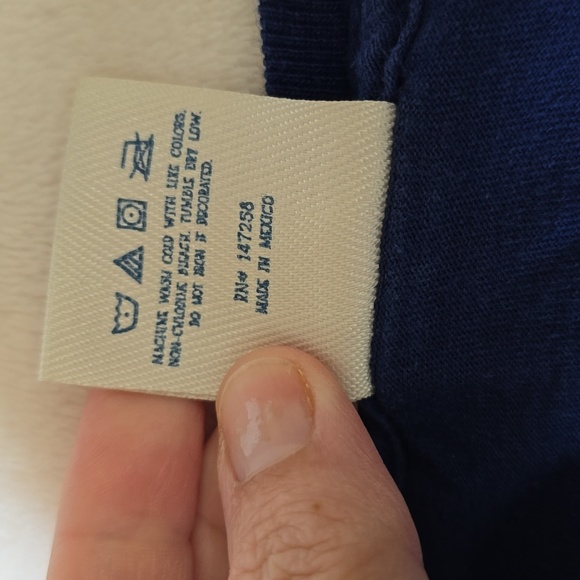 MACHINE WASH COLD WITH LIKE COLORS.
NON-CHLORINE BLEACH. TUMBLE DRY LOW.
DO NOT IRON IF DECORATED.
RN# 147258
MADE IN MEXICO